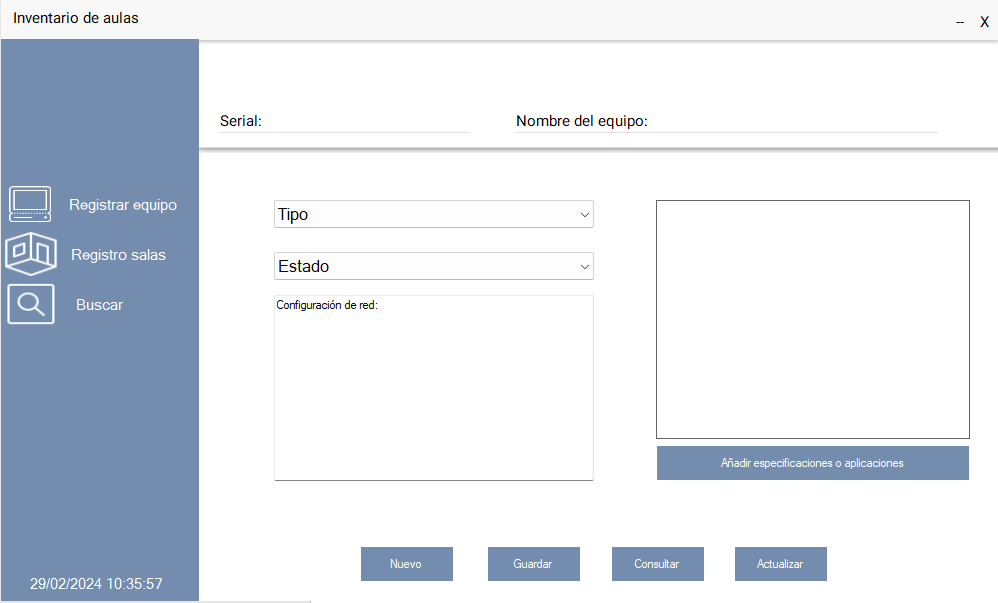 Inventario de aulas
– X
Serial:
Nombre del equipo:
Registrar equipo
Registro salas
Buscar
Tipo
Estado
Configuración de red:
Añadir especificaciones o aplicaciones
Nuevo
Guardar
Consultar
Actualizar
29/02/2024 10:35:57